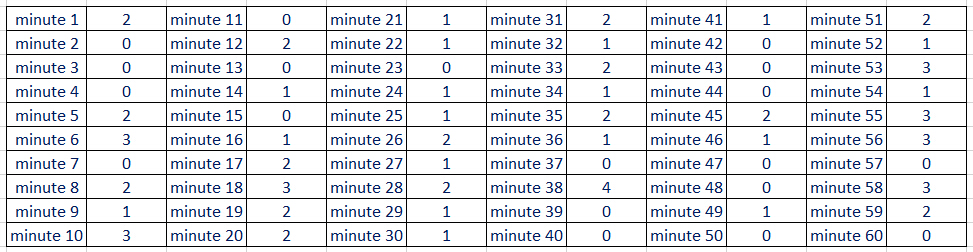 minute 1 2 minute 11 0 minute 21 1 minute 31 2 minute 41 1 minute 51 2
minute 2 0 minute 12 2 minute 22 1 minute 32 1 minute 42 0 minute 52 1
minute 3 0 minute 13 0 minute 23 0 minute 33 2 minute 43 0 minute 53 3
minute 4 0 minute 14 1 minute 24 1 minute 34 1 minute 44 0 minute 54 1
minute 5 2 minute 15 0 minute 25 1 minute 35 2 minute 45 2 minute 55 3
minute 6 3 minute 16 1 minute 26 2 minute 36 1 minute 46 1 minute 56 3
minute 7 0 minute 17 2 minute 27 1 minute 37 0 minute 47 0 minute 57 0
minute 8 2 minute 18 3 minute 28 2 minute 38 4 minute 48 0 minute 58 3
minute 9 1 minute 19 2 minute 29 1 minute 39 0 minute 49 1 minute 59 2
minute 10 3 minute 20 2 minute 30 1 minute 40 0 minute 50 0 minute 60 0